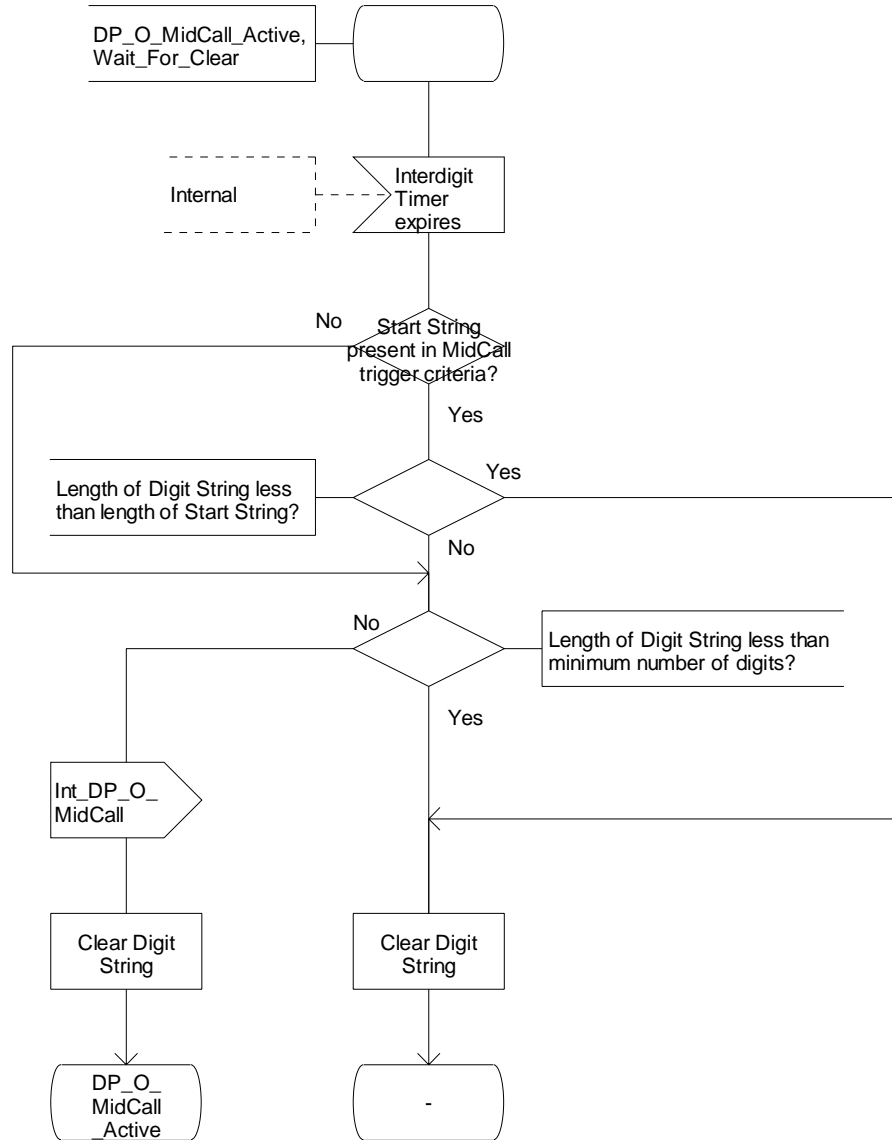 DP_O_MidCall_Active,
Wait_For_Clear
Internal
Interdigit
Timer
expires
No
Start String
present in MidCall
trigger criteria?
Yes
Length of Digit String less
than length of Start String?
Yes
No
No
Length of Digit String less than
minimum number of digits?
Yes
Int_DP_O_
MidCall
Clear Digit
String
Clear Digit
String
DP_O_
MidCall
_Active
-